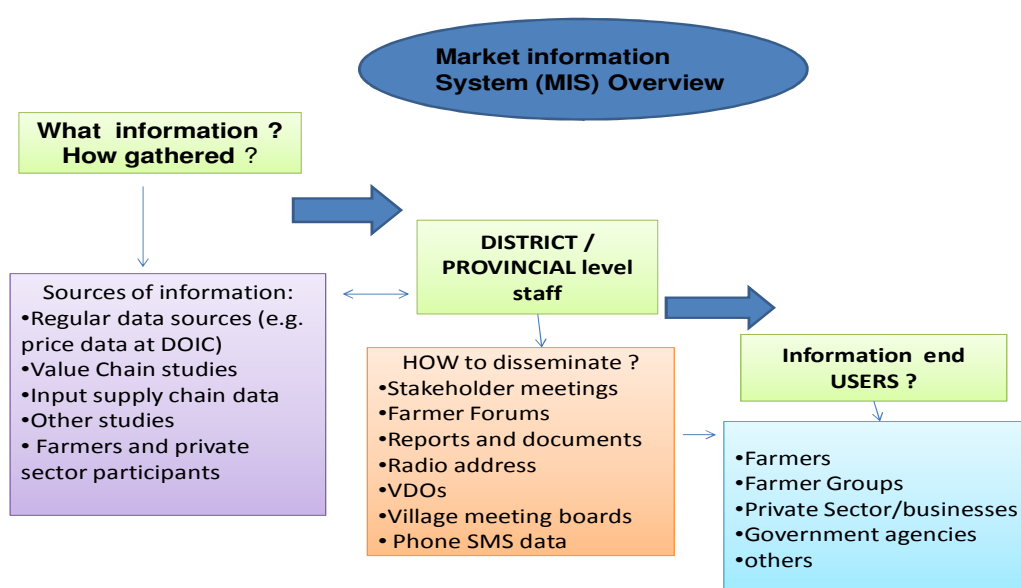 Market information
System (MIS) Overview
What information ?
How gathered ?
Sources of information:
•Regular data sources (e.g.
price data at DOIC)
•Value Chain studies
•Input supply chain data
•Other studies
• Farmers and private
sector participants
DISTRICT /
PROVINCIAL level
staff
HOW to disseminate ?
•Stakeholder meetings
•Farmer Forums
•Reports and documents
•Radio address
•VDOs
•Village meeting boards
• Phone SMS data
Information end
USERS ?
•Farmers
•Farmer Groups
•Private Sector/businesses
•Government agencies
•others